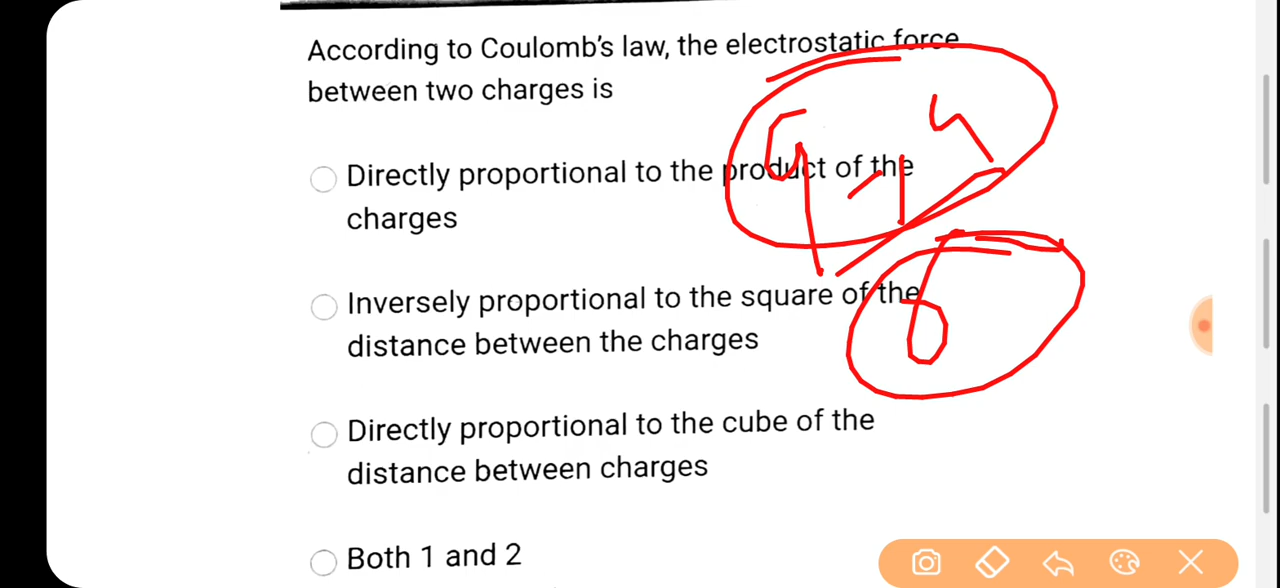 According to Coulomb's law, the electrostatic force
between two charges is
Directly proportional to the product of the
charges
Inversely proportional to the square of the
distance between the charges
Directly proportional to the cube of the
distance between charges
Both 1 and 2